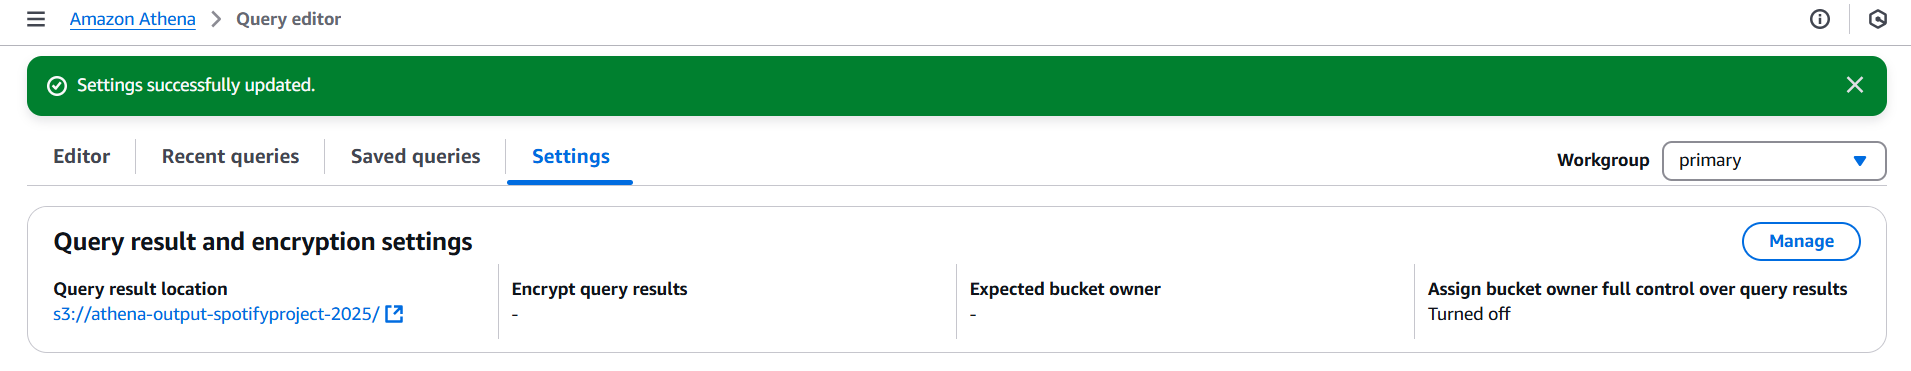 Amazon Athena > Query editor
Settings successfully updated.
Editor Recent queries Saved queries Settings Workgroup primary
Query result and encryption settings Manage
Query result location Encrypt query results Expected bucket owner Assign bucket owner full control over query results
s3://athena-output-spotifyproject-2025/ - - Turned off